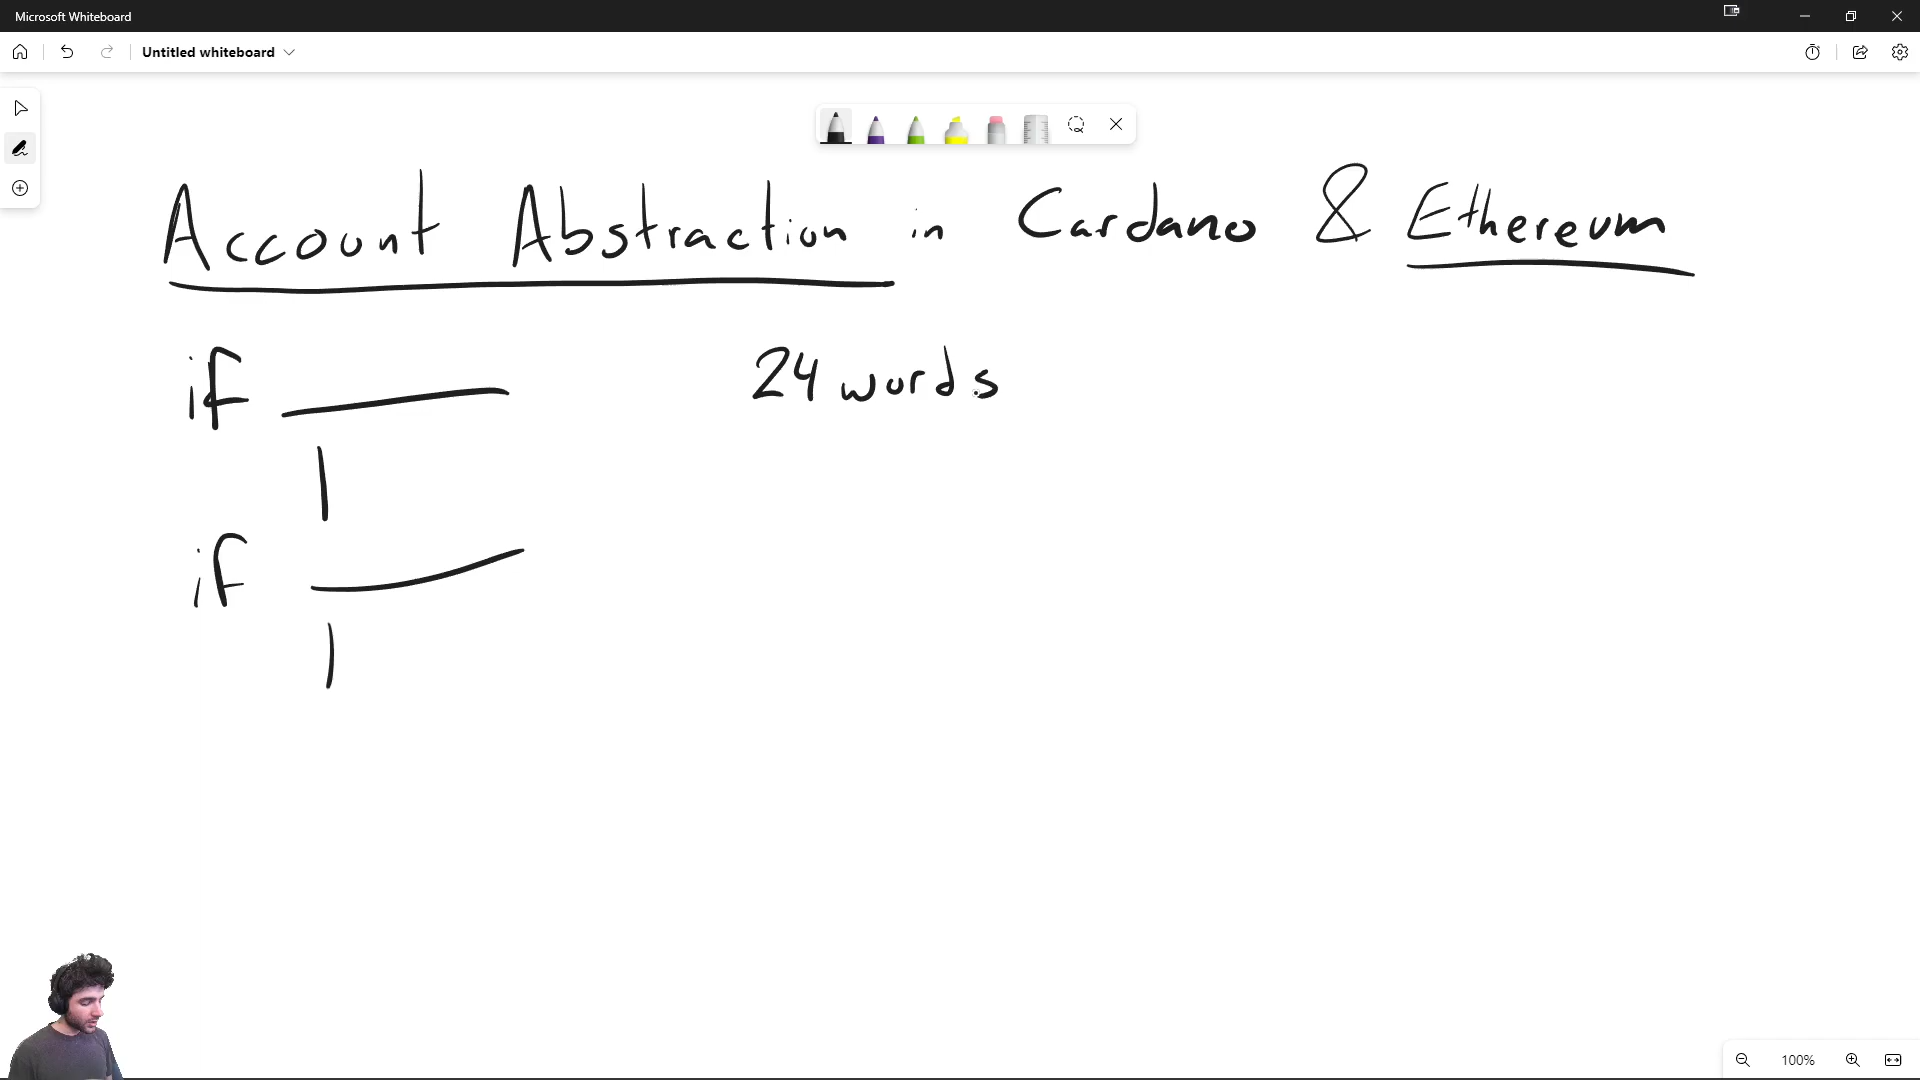 Microsoft Whiteboard
Untitled whiteboard
Account Abstraction in Cardano & Ethereum
if
24 words
if
100%